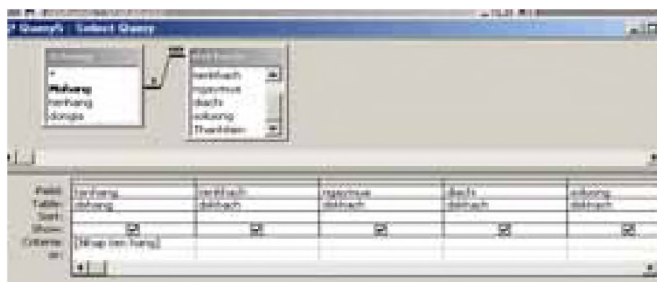 Query5 : Select Query
*
Mahang
tenhang
dongia
tenkhach
ngaymua
diachi
soluong
Thanhtien
Field: tenhang tenkhach ngaymua diachi soluong
Table: dshang dskhach dskhach dskhach dskhach
Sort:
Show:
Criteria: [Nhap ten hang]
or: